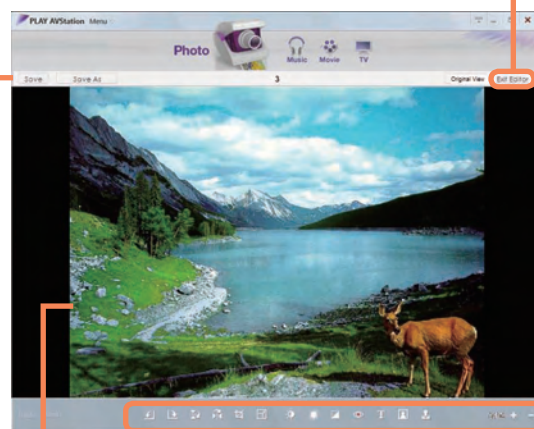 PLAY AVStation Menu
Photo Music Movie TV
Save Save As 3 Original View Exit Editor
T